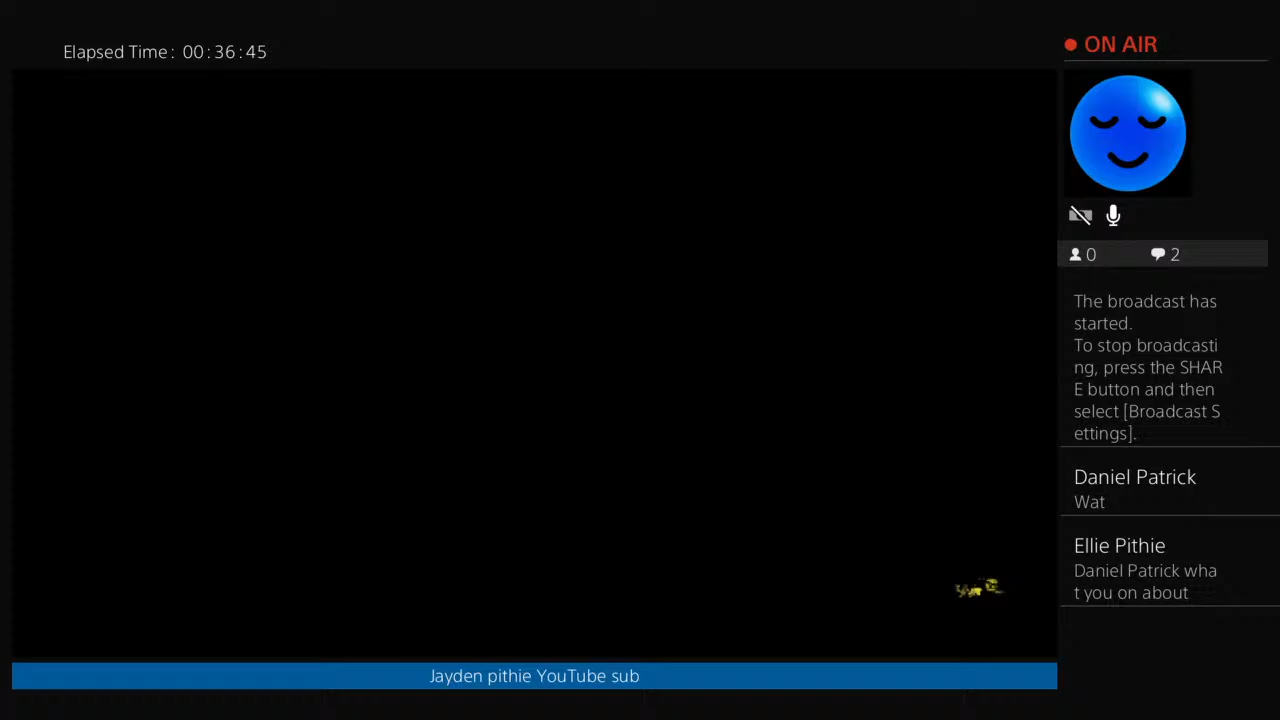 Elapsed Time: 00:36:45
ON AIR
0 2
The broadcast has
started.
To stop broadcasti
ng, press the SHAR
E button and then
select [Broadcast S
ettings].
Daniel Patrick
Wat
Ellie Pithie
Daniel Patrick wha
t you on about
Jayden pithie YouTube sub